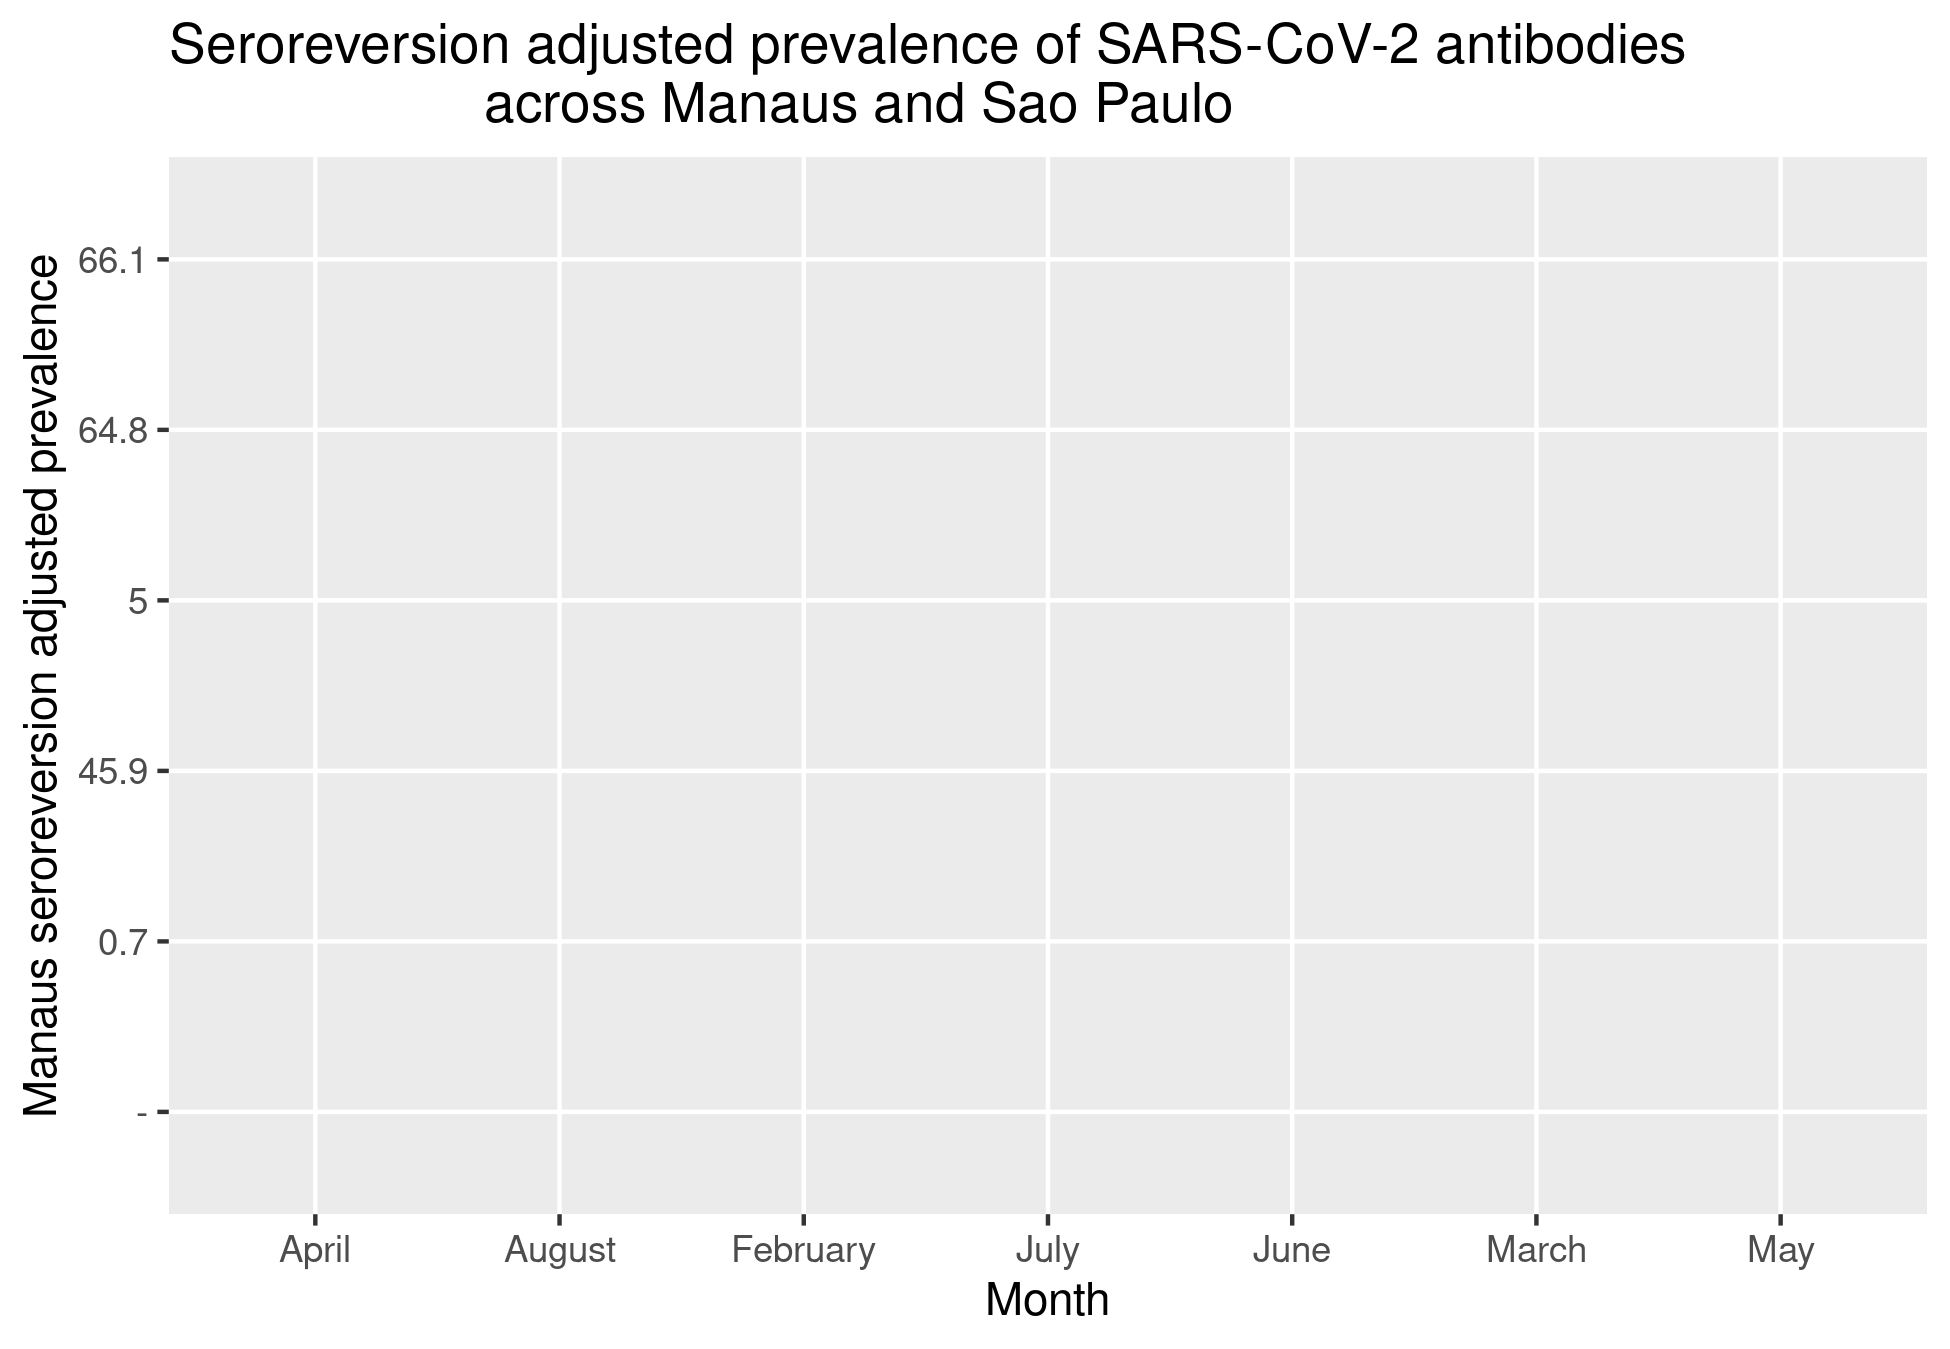 Seroreversion adjusted prevalence of SARS-CoV-2 antibodies
across Manaus and Sao Paulo
Manaus seroreversion adjusted prevalence
66.1
64.8
5
45.9
0.7
-
April August February July June March May
Month